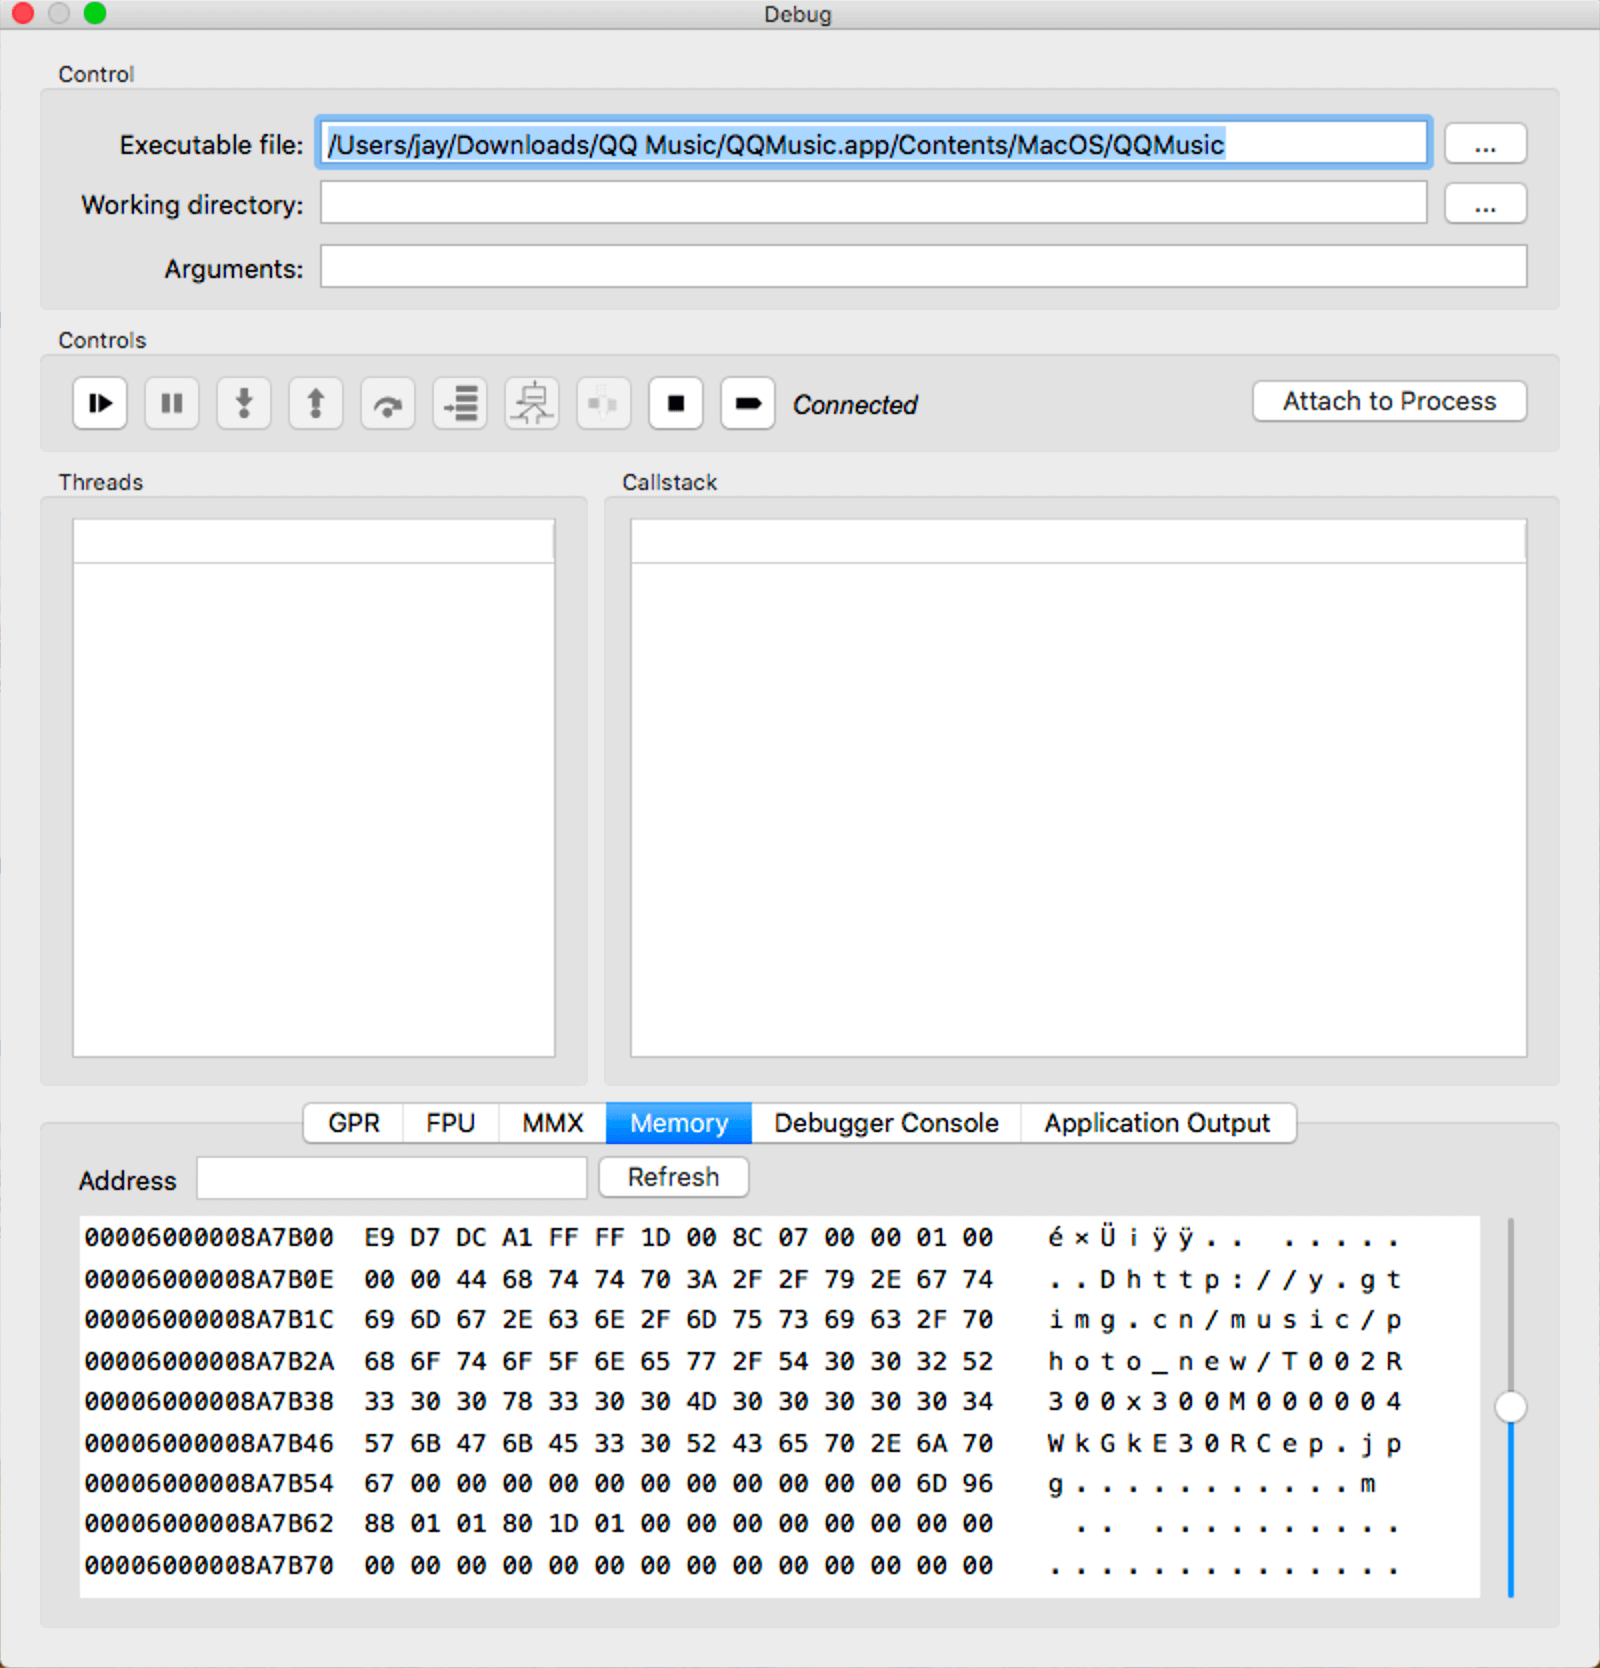 Debug
Control
Executable file: /Users/jay/Downloads/QQ Music/QQMusic.app/Contents/MacOS/QQMusic ...
Working directory: ...
Arguments:
Controls
Connected Attach to Process
Threads Callstack
GPR FPU MMX Memory Debugger Console Application Output
Address Refresh
00006000008A7B00 E9 D7 DC A1 FF FF 1D 00 8C 07 00 00 01 00 é×Ü¡ÿÿ.. .....
00006000008A7B0E 00 00 44 68 74 74 70 3A 2F 2F 79 2E 67 74 ..Dhttp://y.gt
00006000008A7B1C 69 6D 67 2E 63 6E 2F 6D 75 73 69 63 2F 70 img.cn/music/p
00006000008A7B2A 68 6F 74 6F 5F 6E 65 77 2F 54 30 30 32 52 hoto_new/T002R
00006000008A7B38 33 30 30 78 33 30 30 4D 30 30 30 30 30 34 300x300M000004
00006000008A7B46 57 6B 47 6B 45 33 30 52 43 65 70 2E 6A 70 WkGkE30RCep.jp
00006000008A7B54 67 00 00 00 00 00 00 00 00 00 00 00 6D 96 g...........m
00006000008A7B62 88 01 01 80 1D 01 00 00 00 00 00 00 00 00 .. ..........
00006000008A7B70 00 00 00 00 00 00 00 00 00 00 00 00 00 00 ..............